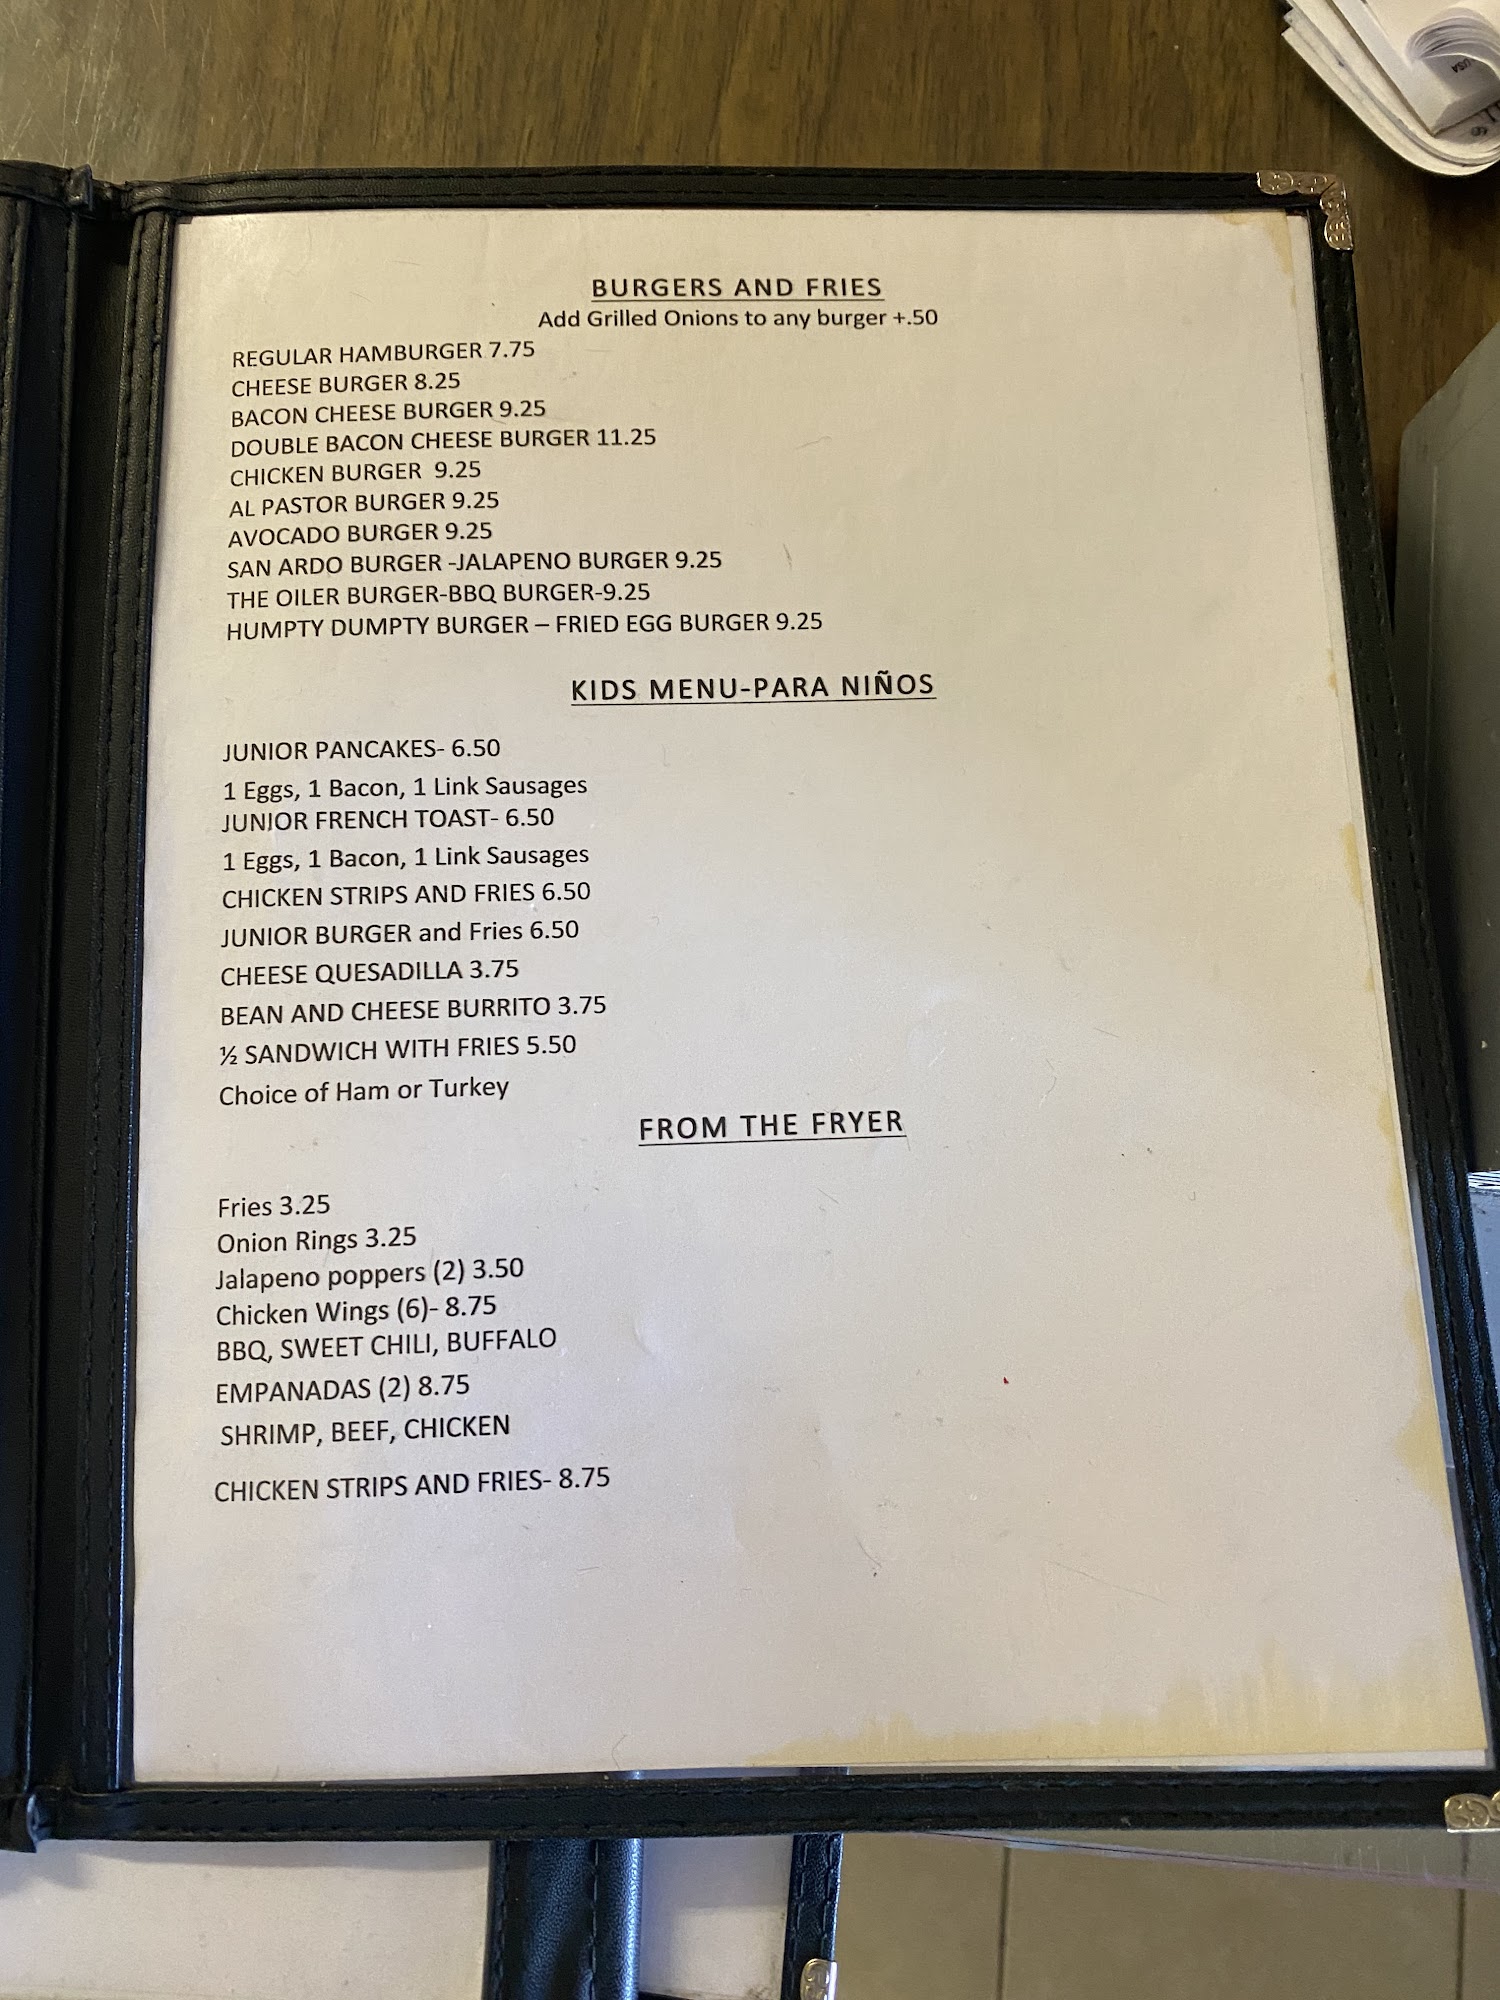 BURGERS AND FRIES
Add Grilled Onions to any burger +.50
REGULAR HAMBURGER 7.75
CHEESE BURGER 8.25
BACON CHEESE BURGER 9.25
DOUBLE BACON CHEESE BURGER 11.25
CHICKEN BURGER 9.25
AL PASTOR BURGER 9.25
AVOCADO BURGER 9.25
SAN ARDO BURGER -JALAPENO BURGER 9.25
THE OILER BURGER-BBQ BURGER-9.25
HUMPTY DUMPTY BURGER – FRIED EGG BURGER 9.25
KIDS MENU-PARA NIÑOS
JUNIOR PANCAKES- 6.50
1 Eggs, 1 Bacon, 1 Link Sausages
JUNIOR FRENCH TOAST- 6.50
1 Eggs, 1 Bacon, 1 Link Sausages
CHICKEN STRIPS AND FRIES 6.50
JUNIOR BURGER and Fries 6.50
CHEESE QUESADILLA 3.75
BEAN AND CHEESE BURRITO 3.75
½ SANDWICH WITH FRIES 5.50
Choice of Ham or Turkey
FROM THE FRYER
Fries 3.25
Onion Rings 3.25
Jalapeno poppers (2) 3.50
Chicken Wings (6)- 8.75
BBQ, SWEET CHILI, BUFFALO
EMPANADAS (2) 8.75
SHRIMP, BEEF, CHICKEN
CHICKEN STRIPS AND FRIES- 8.75
USA